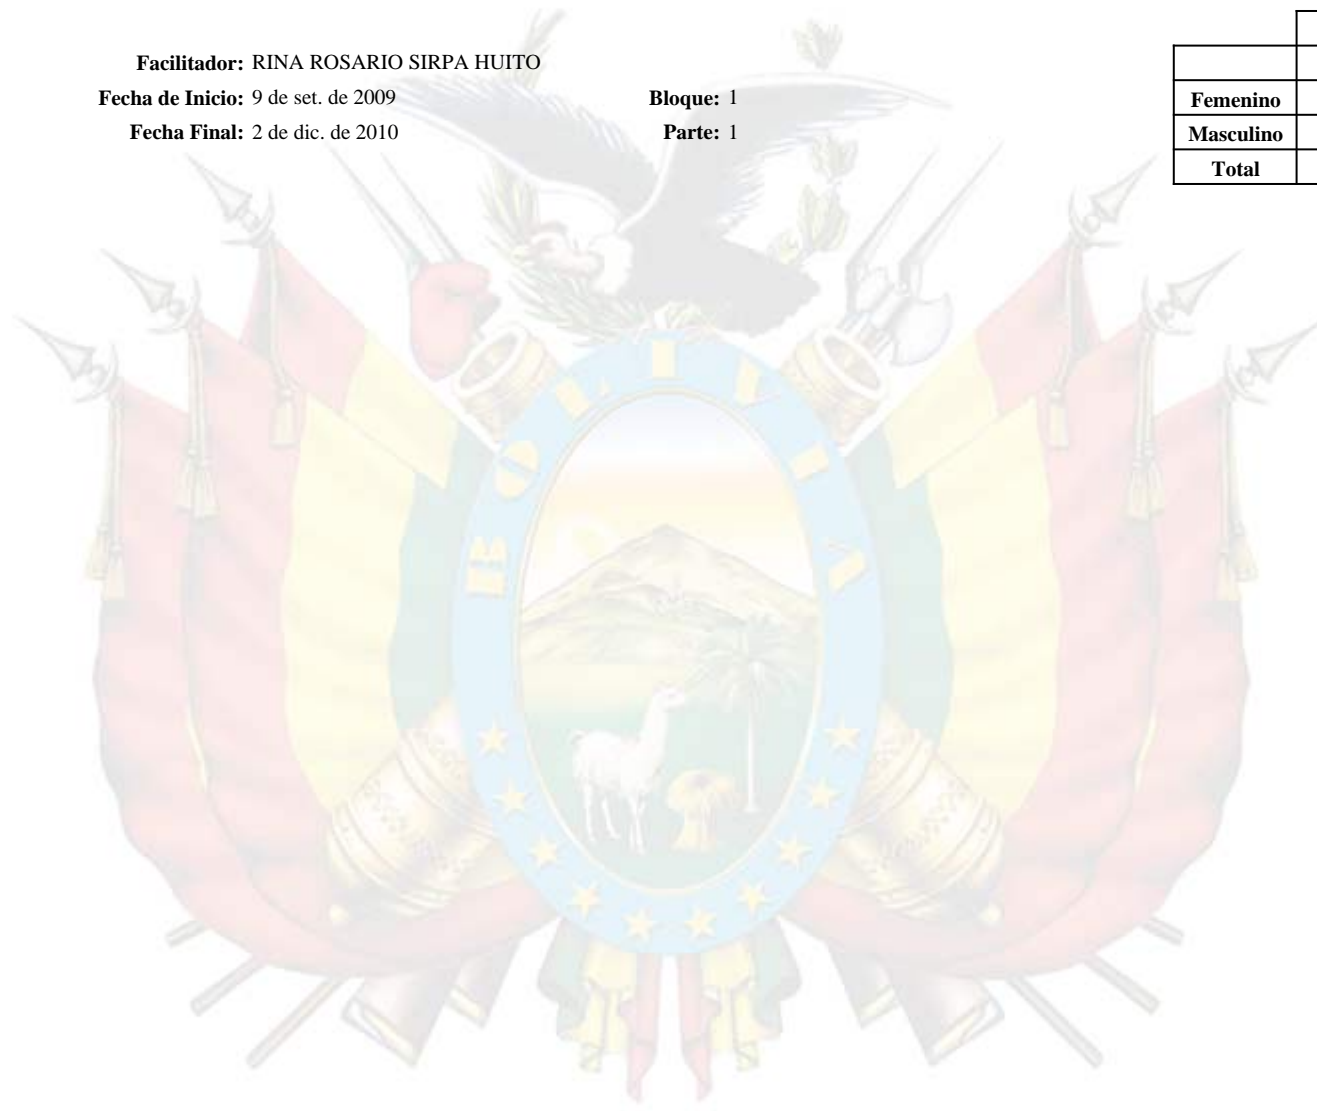 Facilitador: RINA ROSARIO SIRPA HUITO
Fecha de Inicio: 9 de set. de 2009 Bloque: 1
Fecha Final: 2 de dic. de 2010 Parte: 1
Femenino
Masculino
Total
BOLIVIA